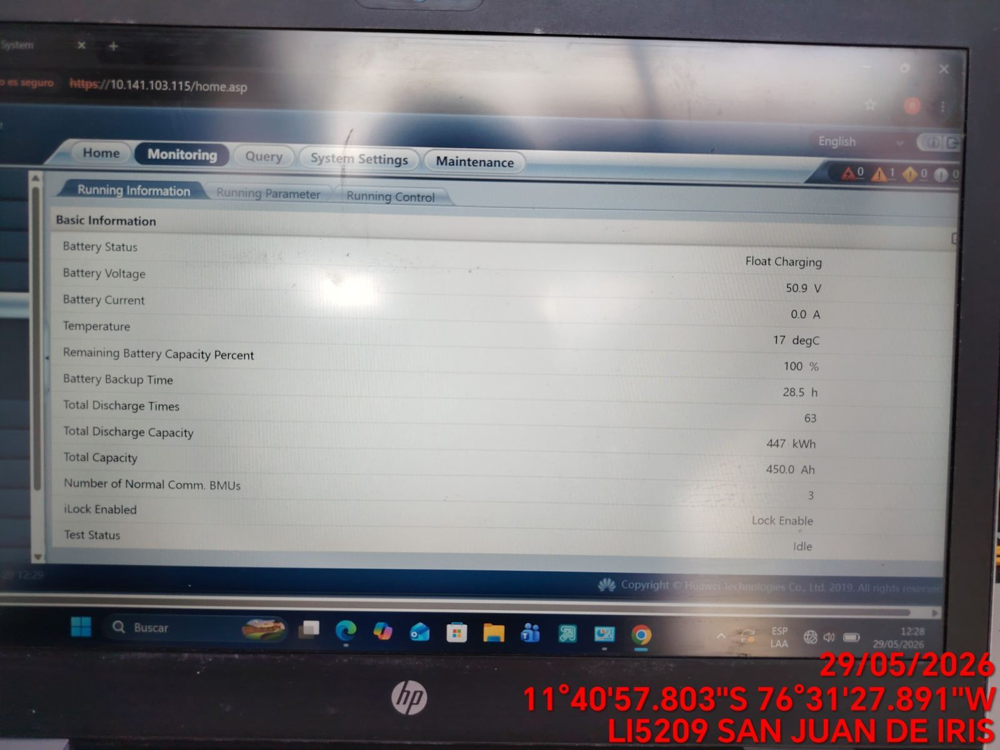 System
o es seguro https://10.141.103.115/home.asp
English
Home Monitoring Query System Settings Maintenance
0 1 0 0
Running Information Running Parameter Running Control
Basic Information
Battery Status Float Charging
Battery Voltage 50.9 V
Battery Current 0.0 A
Temperature 17 degC
Remaining Battery Capacity Percent 100 %
Battery Backup Time 28.5 h
Total Discharge Times 63
Total Discharge Capacity 447 kWh
Total Capacity 450.0 Ah
Number of Normal Comm. BMUs 3
iLock Enabled Lock Enable
Test Status Idle
12:29
Copyright © Huawei Technologies Co., Ltd. 2019. All rights reserved
Buscar
ESP
LAA
12:28
29/05/2026
hp
29/05/2026
11°40'57.803"S 76°31'27.891"W
LI5209 SAN JUAN DE IRIS